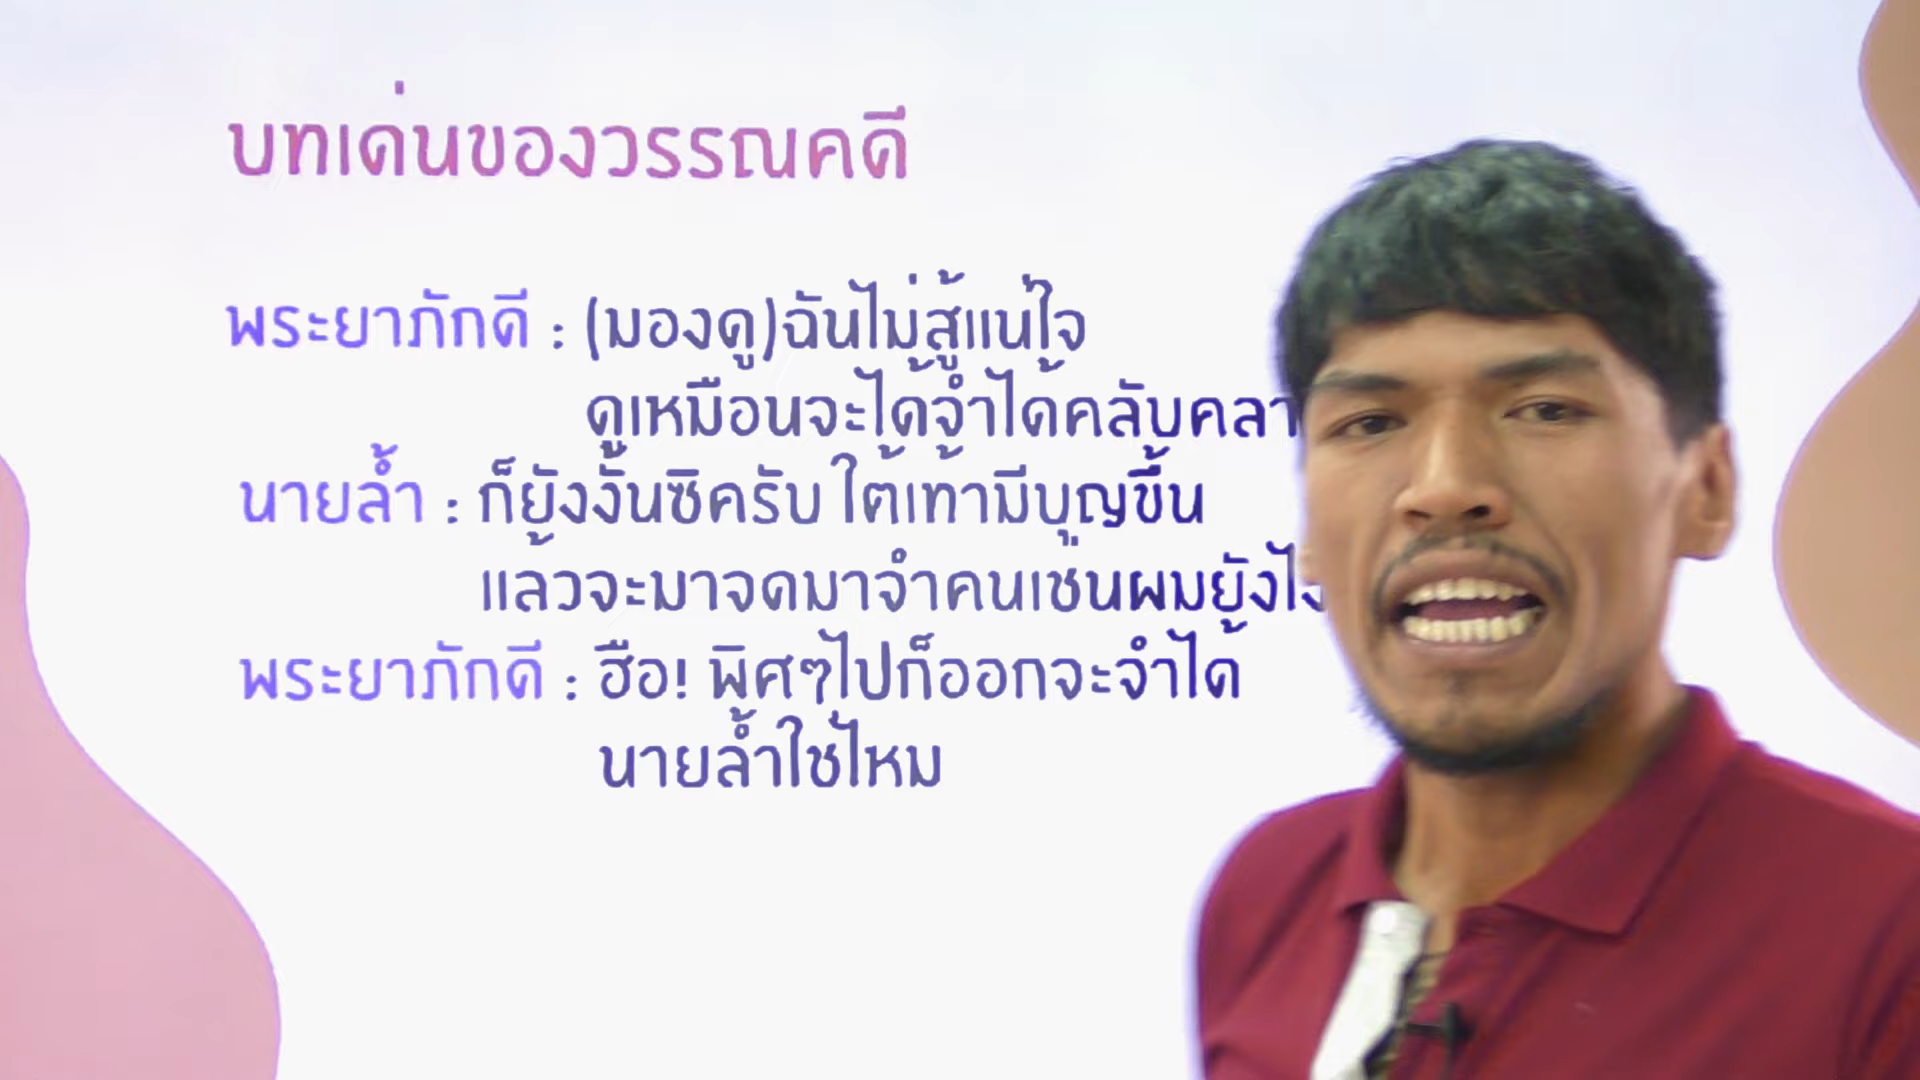 บทเด่นของวรรณคดี
พระยาภักดี : (มองดู)ฉันไม่สู้แน่ใจ
ดูเหมือนจะได้จำได้คลับ
นายล้ำ : ก็ยังงั้นซิครับ ใต้เท้ามีบุญขึ้น
แล้วจะมาจดมาจำคนเช่นผมยัง
พระยาภักดี : ฮือ! พิศๆไปก็ออกจะจำได้
นายล้ำใช่ไหม